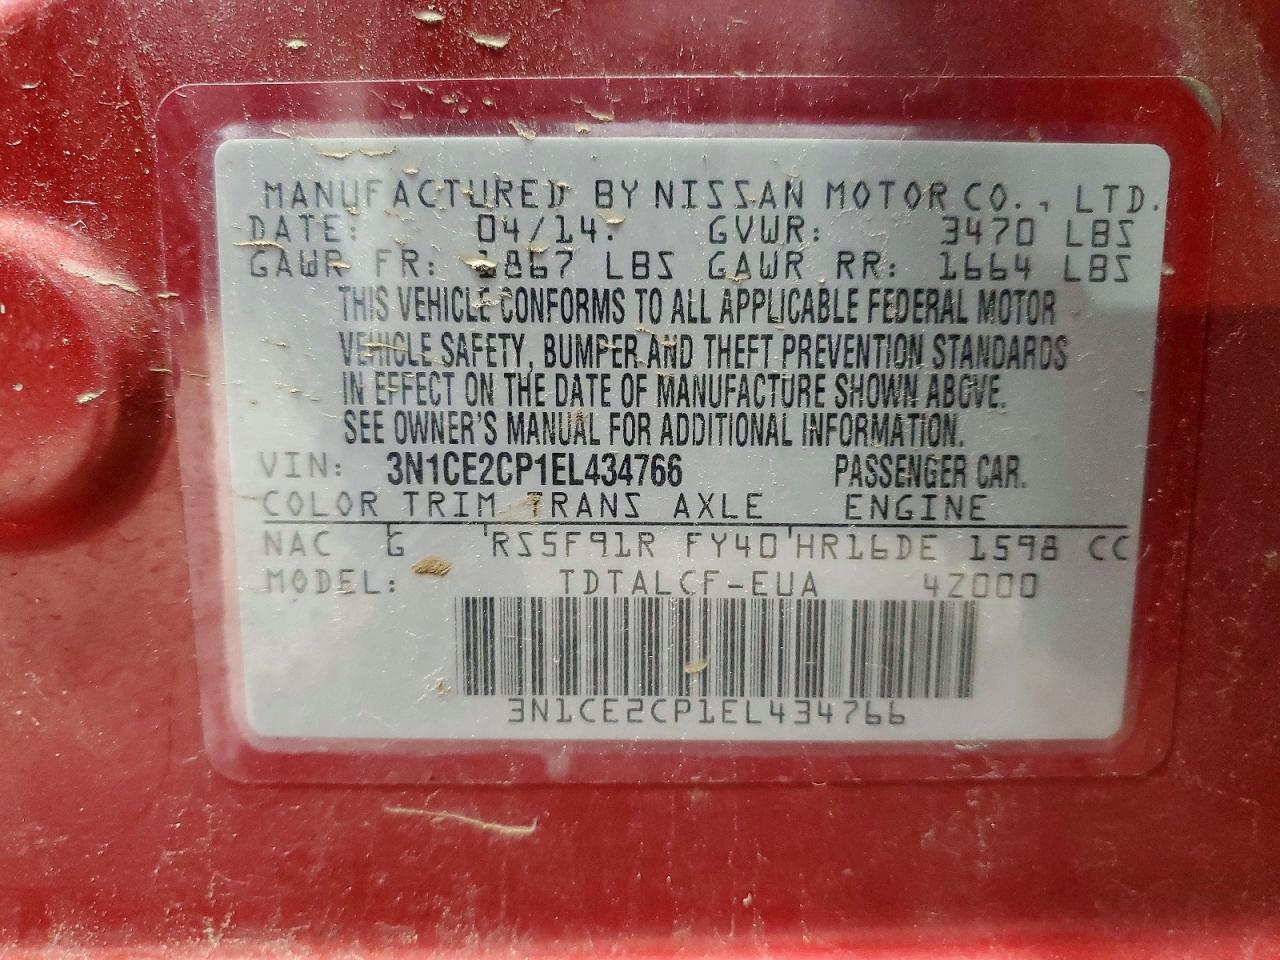 MANUFACTURED BY NISSAN MOTOR CO., LTD.
DATE: 04/14. GVWR: 3470 LBS
GAWR FR: 1867 LBS GAWR RR: 1664 LBS
THIS VEHICLE CONFORMS TO ALL APPLICABLE FEDERAL MOTOR
VEHICLE SAFETY, BUMPER AND THEFT PREVENTION STANDARDS
IN EFFECT ON THE DATE OF MANUFACTURE SHOWN ABOVE.
SEE OWNER'S MANUAL FOR ADDITIONAL INFORMATION.
VIN: 3N1CE2CP1EL434766 PASSENGER CAR.
COLOR TRIM TRANS AXLE ENGINE
NAC G RS5F91R FY40 HR16DE 1598 CC
MODEL: TDTALCF-EUA 4Z000
3N1CE2CP1EL434766